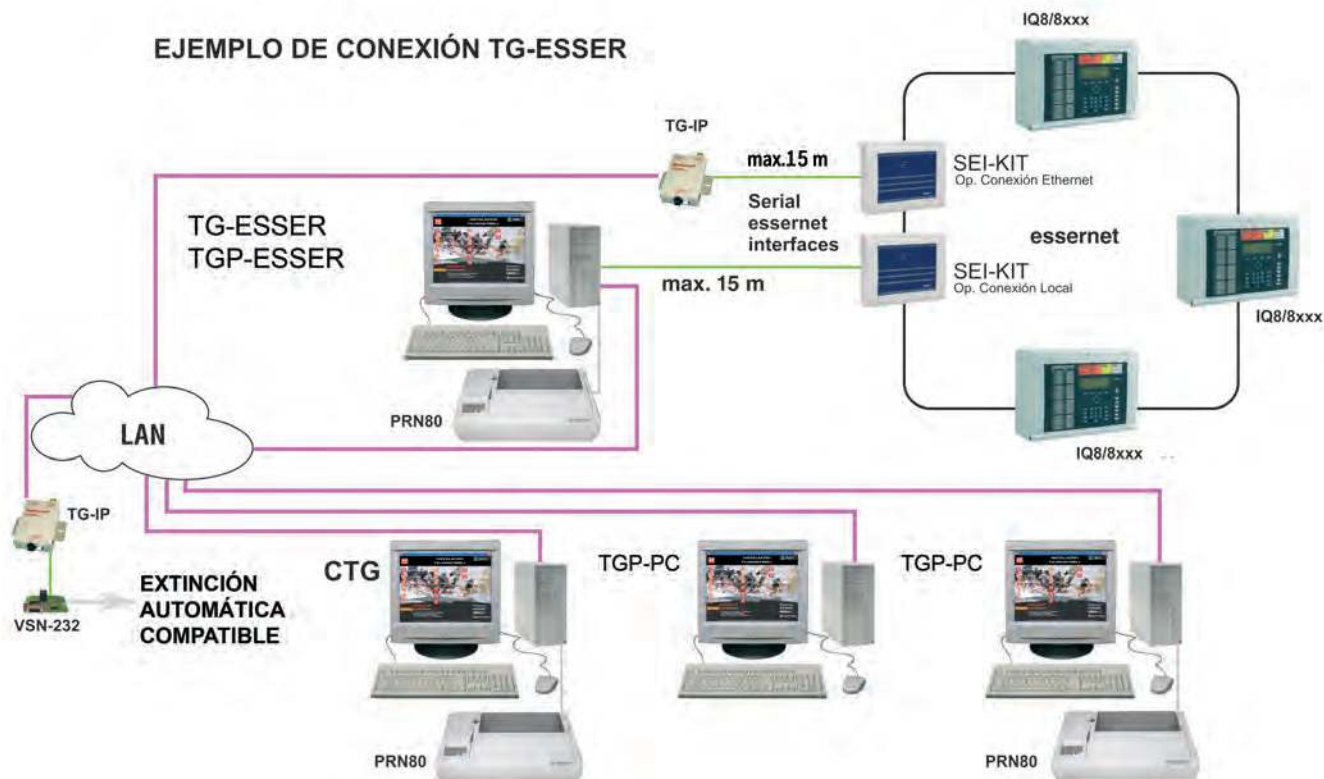 IQ8/8xxx
EJEMPLO DE CONEXIÓN TG-ESSER
TG-IP
max.15 m
SEI-KIT
Op. Conexión Ethernet
Serial
essernet
interfaces
TG-ESSER
TGP-ESSER
essernet
max. 15 m
SEI-KIT
Op. Conexión Local
IQ8/8xxx
PRN80
LAN
IQ8/8xxx
TG-IP
CTG
TGP-PC
TGP-PC
EXTINCIÓN
AUTOMÁTICA
COMPATIBLE
VSN-232
PRN80
PRN80